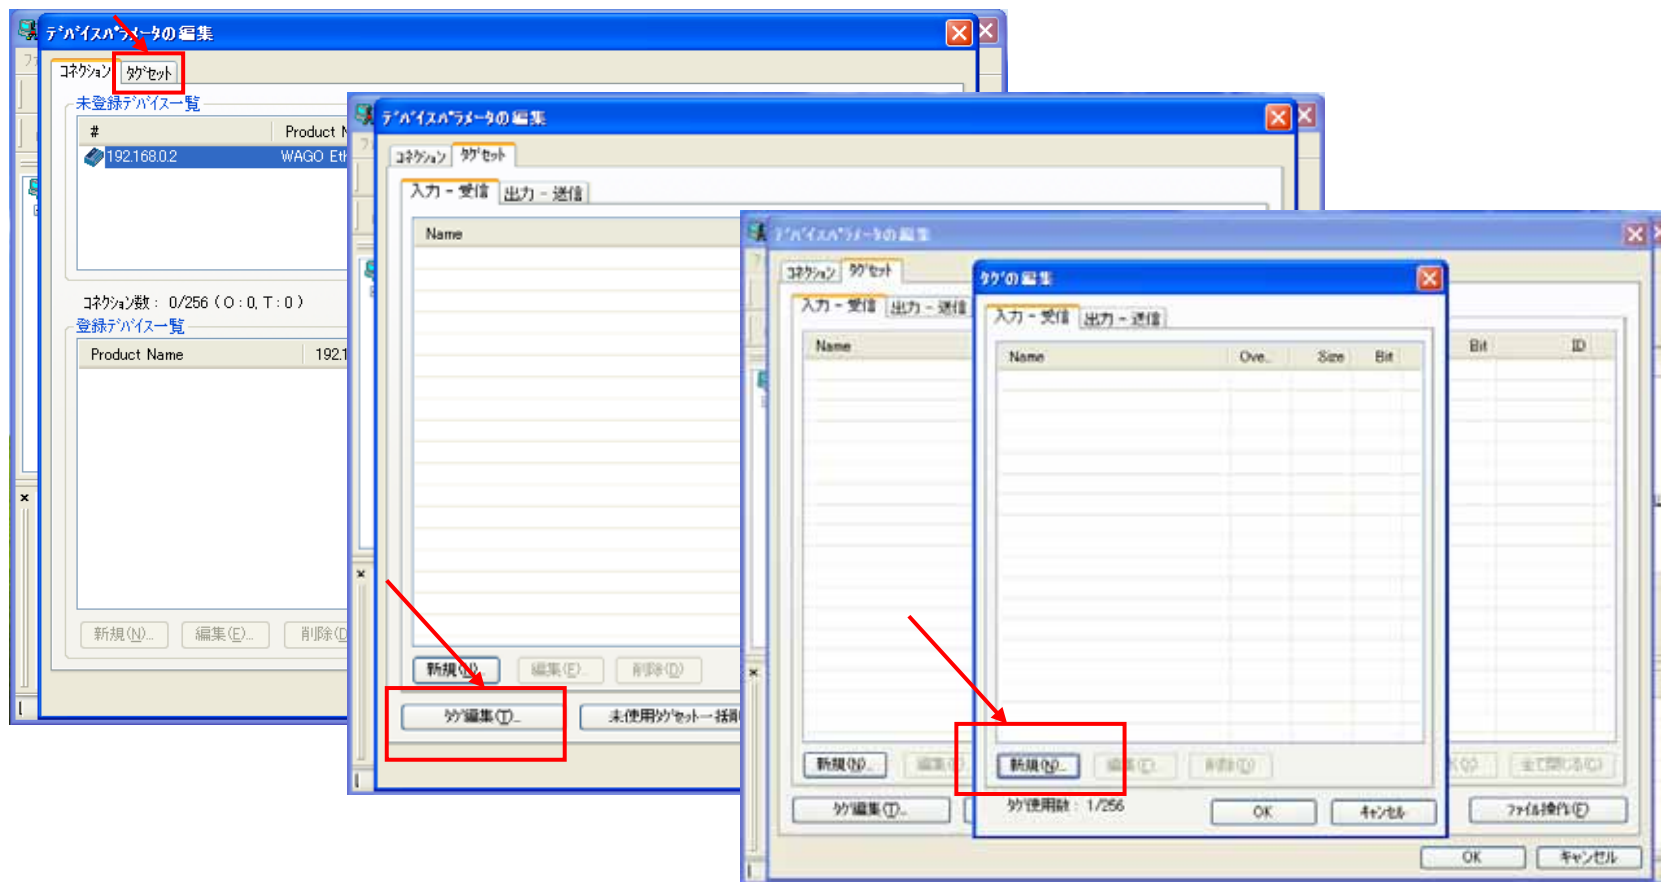 ﾃﾞﾊﾞｲｽﾊﾟﾗﾒｰﾀの編集
ｺﾈｸｼｮﾝ ﾀｸﾞｾｯﾄ
未登録ﾃﾞﾊﾞｲｽ一覧
# Product N
192.168.0.2 WAGO Eth
ｺﾈｸｼｮﾝ数： 0/256 ( O : 0, T : 0 )
登録ﾃﾞﾊﾞｲｽ一覧
Product Name 192.1
新規(N)... 編集(E)... 削除(D
ﾃﾞﾊﾞｲｽﾊﾟﾗﾒｰﾀの編集
ｺﾈｸｼｮﾝ ﾀｸﾞｾｯﾄ
入力 - 受信 出力 - 送信
Name
新規(N)... 編集(E)... 削除(D)
ﾀｸﾞ編集(T)... 未使用ﾀｸﾞｾｯﾄ一括削
ﾃﾞﾊﾞｲｽﾊﾟﾗﾒｰﾀの編集
ｺﾈｸｼｮﾝ ﾀｸﾞｾｯﾄ
入力 - 受信 出力 - 送信
Name Bit ID
新規(N)... 編集(E) 全て閉じる(C)
ﾀｸﾞ編集(T)... ﾌｧｲﾙ操作(F)
OK キャンセル
ﾀｸﾞの編集
入力 - 受信 出力 - 送信
Name Ove... Size Bit
新規(N)... 編集(E)... 削除(D)
ﾀｸﾞ使用数： 1/256 OK ｷｬﾝｾﾙ